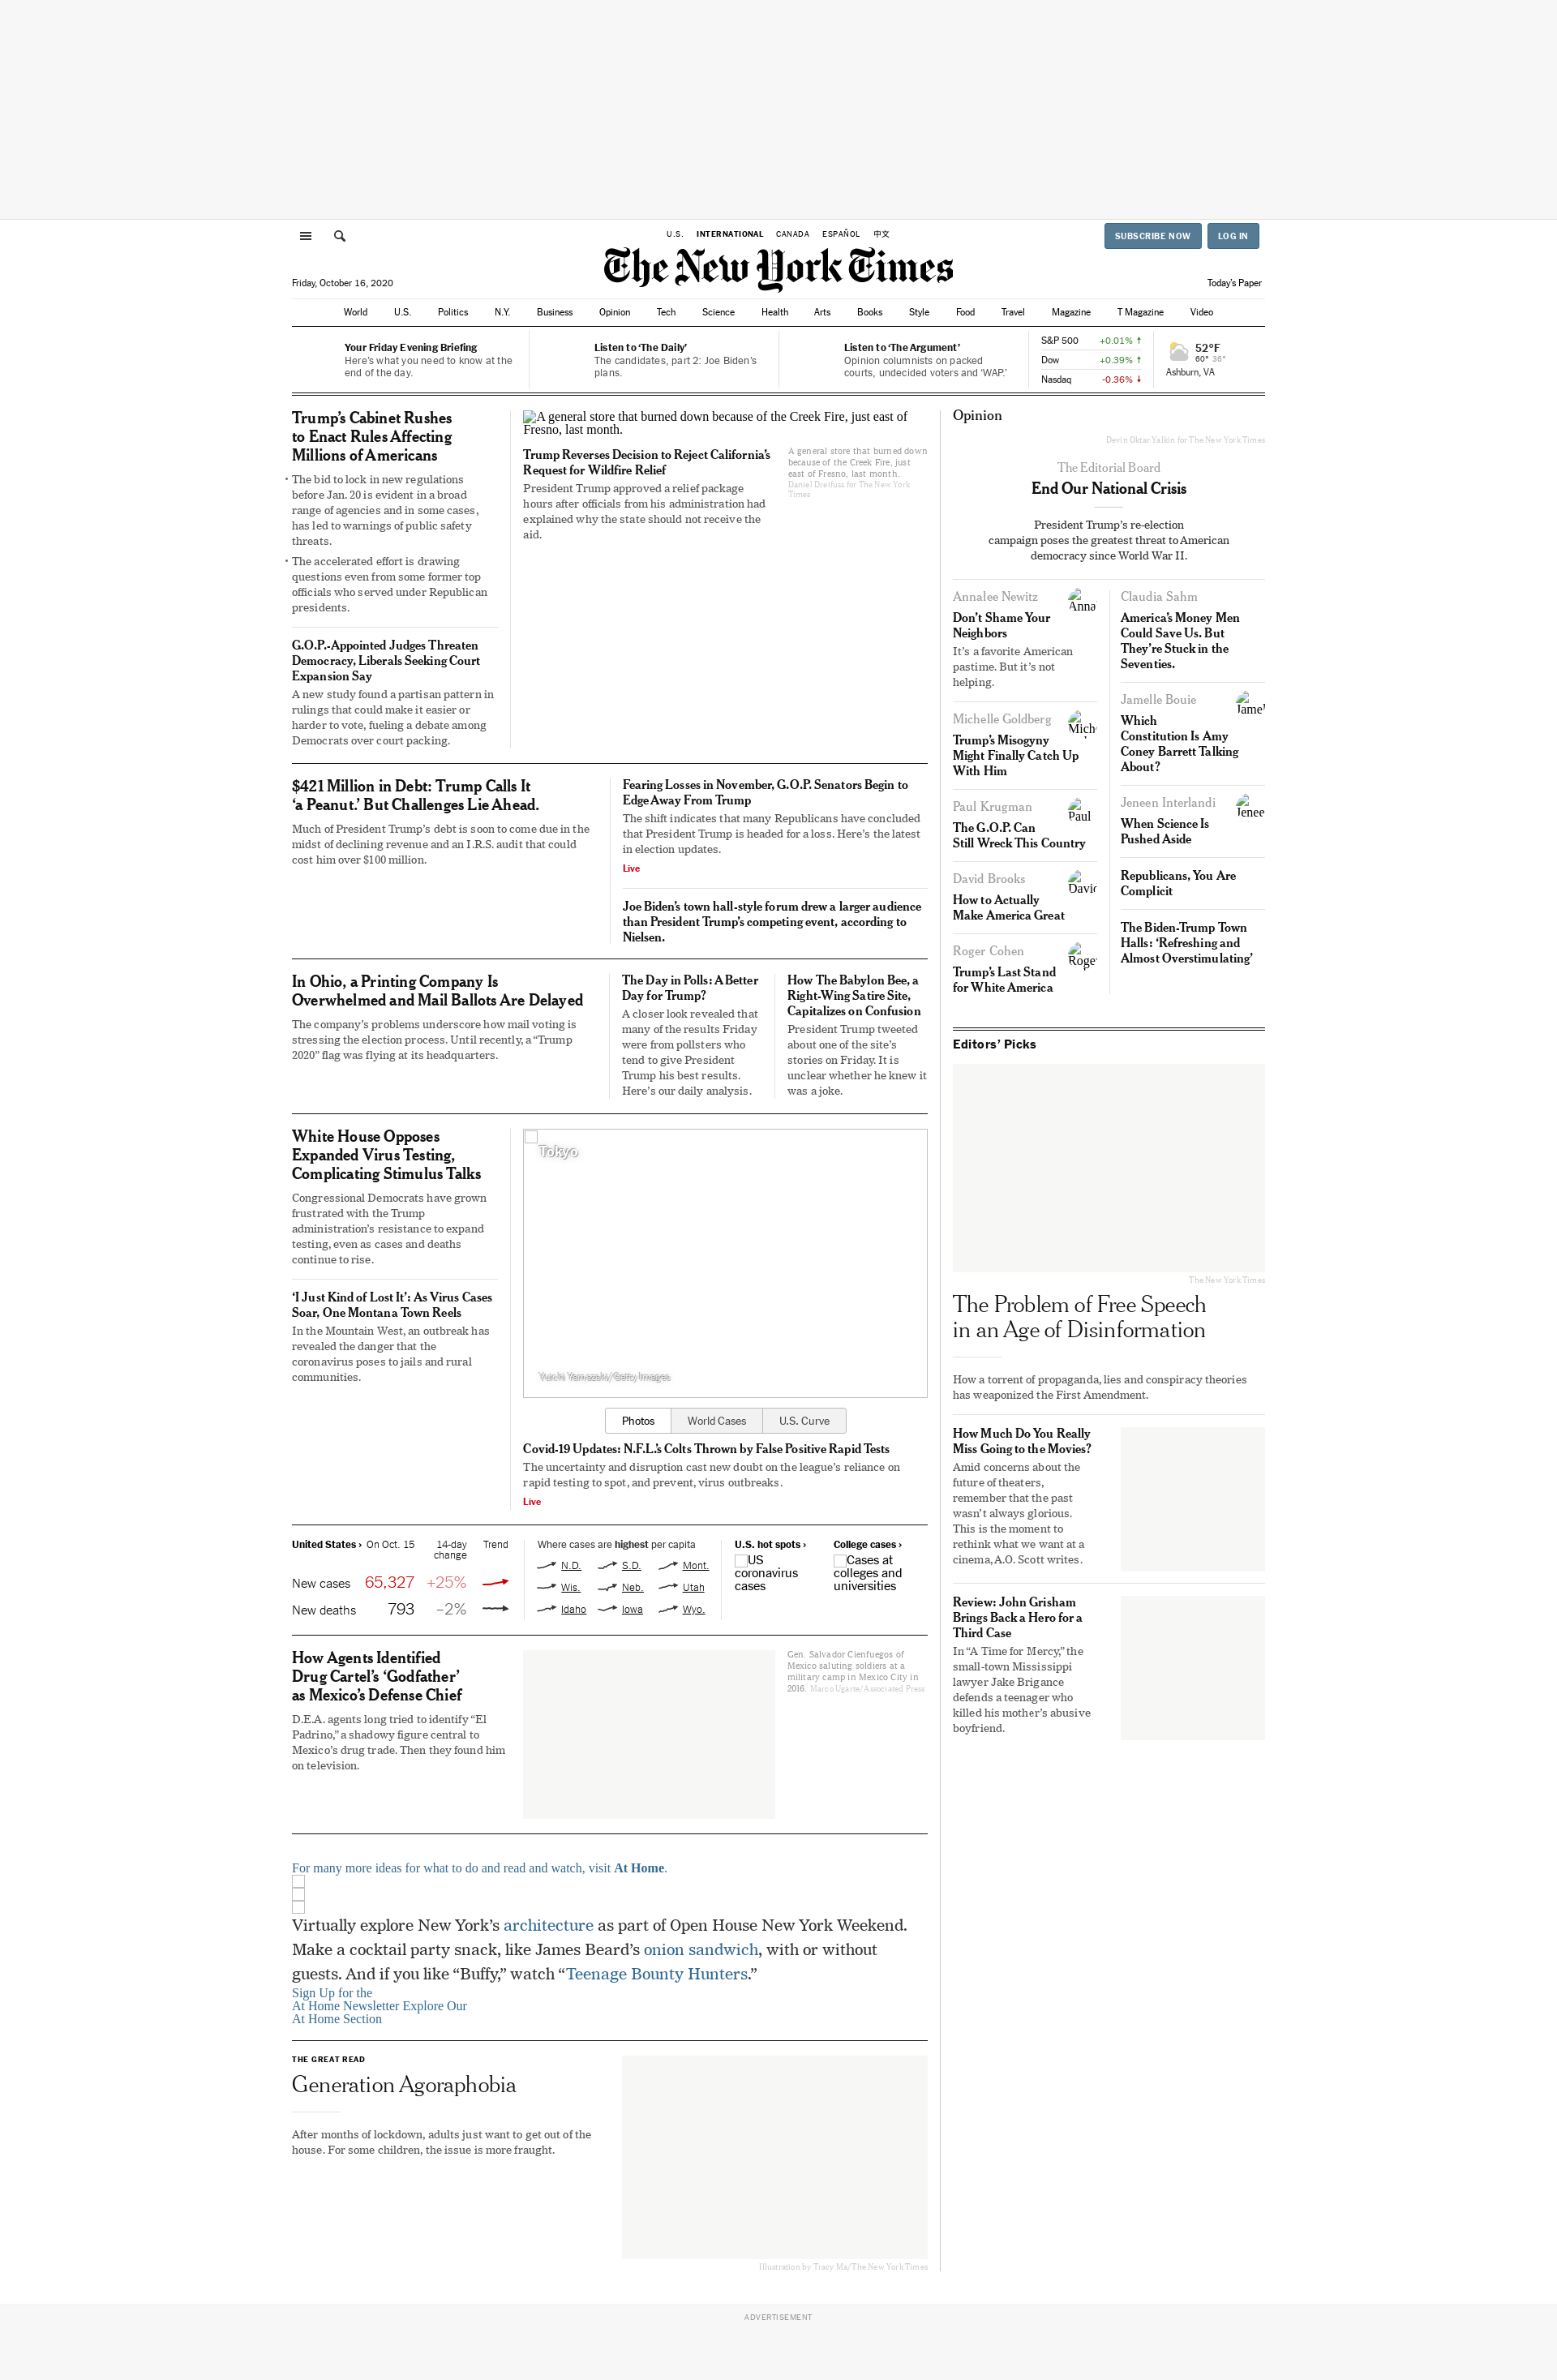 U.S. INTERNATIONAL CANADA ESPAÑOL 中文
SUBSCRIBE NOW LOG IN
The New York Times
Friday, October 16, 2020
Today's Paper
World U.S. Politics N.Y. Business Opinion Tech Science Health Arts Books Style Food Travel Magazine T Magazine Video
Your Friday Evening Briefing
Here's what you need to know at the
end of the day.
Listen to 'The Daily'
The candidates, part 2: Joe Biden's
plans.
Listen to 'The Argument'
Opinion columnists on packed
courts, undecided voters and 'WAP.'
S&P 500 +0.01%
Dow +0.39%
Nasdaq -0.36%
52°F
60° 36°
Ashburn, VA
Trump's Cabinet Rushes
to Enact Rules Affecting
Millions of Americans
• The bid to lock in new regulations
before Jan. 20 is evident in a broad
range of agencies and in some cases,
has led to warnings of public safety
threats.
• The accelerated effort is drawing
questions even from some former top
officials who served under Republican
presidents.
G.O.P.-Appointed Judges Threaten
Democracy, Liberals Seeking Court
Expansion Say
A new study found a partisan pattern in
rulings that could make it easier or
harder to vote, fueling a debate among
Democrats over court packing.
A general store that burned down because of the Creek Fire, just east of
Fresno, last month.
Trump Reverses Decision to Reject California's
Request for Wildfire Relief
President Trump approved a relief package
hours after officials from his administration had
explained why the state should not receive the
aid.
A general store that burned down
because of the Creek Fire, just
east of Fresno, last month.
Daniel Dreifuss for The New York
Times
$421 Million in Debt: Trump Calls It
'a Peanut.' But Challenges Lie Ahead.
Much of President Trump's debt is soon to come due in the
midst of declining revenue and an I.R.S. audit that could
cost him over $100 million.
Fearing Losses in November, G.O.P. Senators Begin to
Edge Away From Trump
The shift indicates that many Republicans have concluded
that President Trump is headed for a loss. Here's the latest
in election updates.
Live
Joe Biden's town hall-style forum drew a larger audience
than President Trump's competing event, according to
Nielsen.
In Ohio, a Printing Company Is
Overwhelmed and Mail Ballots Are Delayed
The company's problems underscore how mail voting is
stressing the election process. Until recently, a "Trump
2020" flag was flying at its headquarters.
The Day in Polls: A Better
Day for Trump?
A closer look revealed that
many of the results Friday
were from pollsters who
tend to give President
Trump his best results.
Here's our daily analysis.
How The Babylon Bee, a
Right-Wing Satire Site,
Capitalizes on Confusion
President Trump tweeted
about one of the site's
stories on Friday. It is
unclear whether he knew it
was a joke.
White House Opposes
Expanded Virus Testing,
Complicating Stimulus Talks
Congressional Democrats have grown
frustrated with the Trump
administration's resistance to expand
testing, even as cases and deaths
continue to rise.
'I Just Kind of Lost It': As Virus Cases
Soar, One Montana Town Reels
In the Mountain West, an outbreak has
revealed the danger that the
coronavirus poses to jails and rural
communities.
Tokyo
Yuichi Yamazaki/Getty Images
Photos World Cases U.S. Curve
Covid-19 Updates: N.F.L.'s Colts Thrown by False Positive Rapid Tests
The uncertainty and disruption cast new doubt on the league's reliance on
rapid testing to spot, and prevent, virus outbreaks.
Live
United States › On Oct. 15 14-day
change Trend
New cases 65,327 +25%
New deaths 793 –2%
Where cases are highest per capita
N.D. S.D. Mont.
Wis. Neb. Utah
Idaho Iowa Wyo.
U.S. hot spots ›
US
coronavirus
cases
College cases ›
Cases at
colleges and
universities
How Agents Identified
Drug Cartel's 'Godfather'
as Mexico's Defense Chief
D.E.A. agents long tried to identify "El
Padrino," a shadowy figure central to
Mexico's drug trade. Then they found him
on television.
Gen. Salvador Cienfuegos of
Mexico saluting soldiers at a
military camp in Mexico City in
2016. Marco Ugarte/Associated Press
For many more ideas for what to do and read and watch, visit At Home.
Virtually explore New York's architecture as part of Open House New York Weekend.
Make a cocktail party snack, like James Beard's onion sandwich, with or without
guests. And if you like "Buffy," watch "Teenage Bounty Hunters."
Sign Up for the
At Home Newsletter Explore Our
At Home Section
THE GREAT READ
Generation Agoraphobia
After months of lockdown, adults just want to get out of the
house. For some children, the issue is more fraught.
Illustration by Tracy Ma/The New York Times
Opinion
Devin Oktar Yalkin for The New York Times
The Editorial Board
End Our National Crisis
President Trump's re-election
campaign poses the greatest threat to American
democracy since World War II.
Annalee Newitz
Anna
Don't Shame Your
Neighbors
It's a favorite American
pastime. But it's not
helping.
Michelle Goldberg
Trump's Misogyny
Might Finally Catch Up
With Him
Paul Krugman
Paul
The G.O.P. Can
Still Wreck This Country
David Brooks
David
How to Actually
Make America Great
Roger Cohen
Roger
Trump's Last Stand
for White America
Claudia Sahm
America's Money Men
Could Save Us. But
They're Stuck in the
Seventies.
Jamelle Bouie
Which
Constitution Is Amy
Coney Barrett Talking
About?
Jeneen Interlandi
Jenee
When Science Is
Pushed Aside
Republicans, You Are
Complicit
The Biden-Trump Town
Halls: 'Refreshing and
Almost Overstimulating'
Editors' Picks
The New York Times
The Problem of Free Speech
in an Age of Disinformation
How a torrent of propaganda, lies and conspiracy theories
has weaponized the First Amendment.
How Much Do You Really
Miss Going to the Movies?
Amid concerns about the
future of theaters,
remember that the past
wasn't always glorious.
This is the moment to
rethink what we want at a
cinema, A.O. Scott writes.
Review: John Grisham
Brings Back a Hero for a
Third Case
In "A Time for Mercy," the
small-town Mississippi
lawyer Jake Brigance
defends a teenager who
killed his mother's abusive
boyfriend.
ADVERTISEMENT